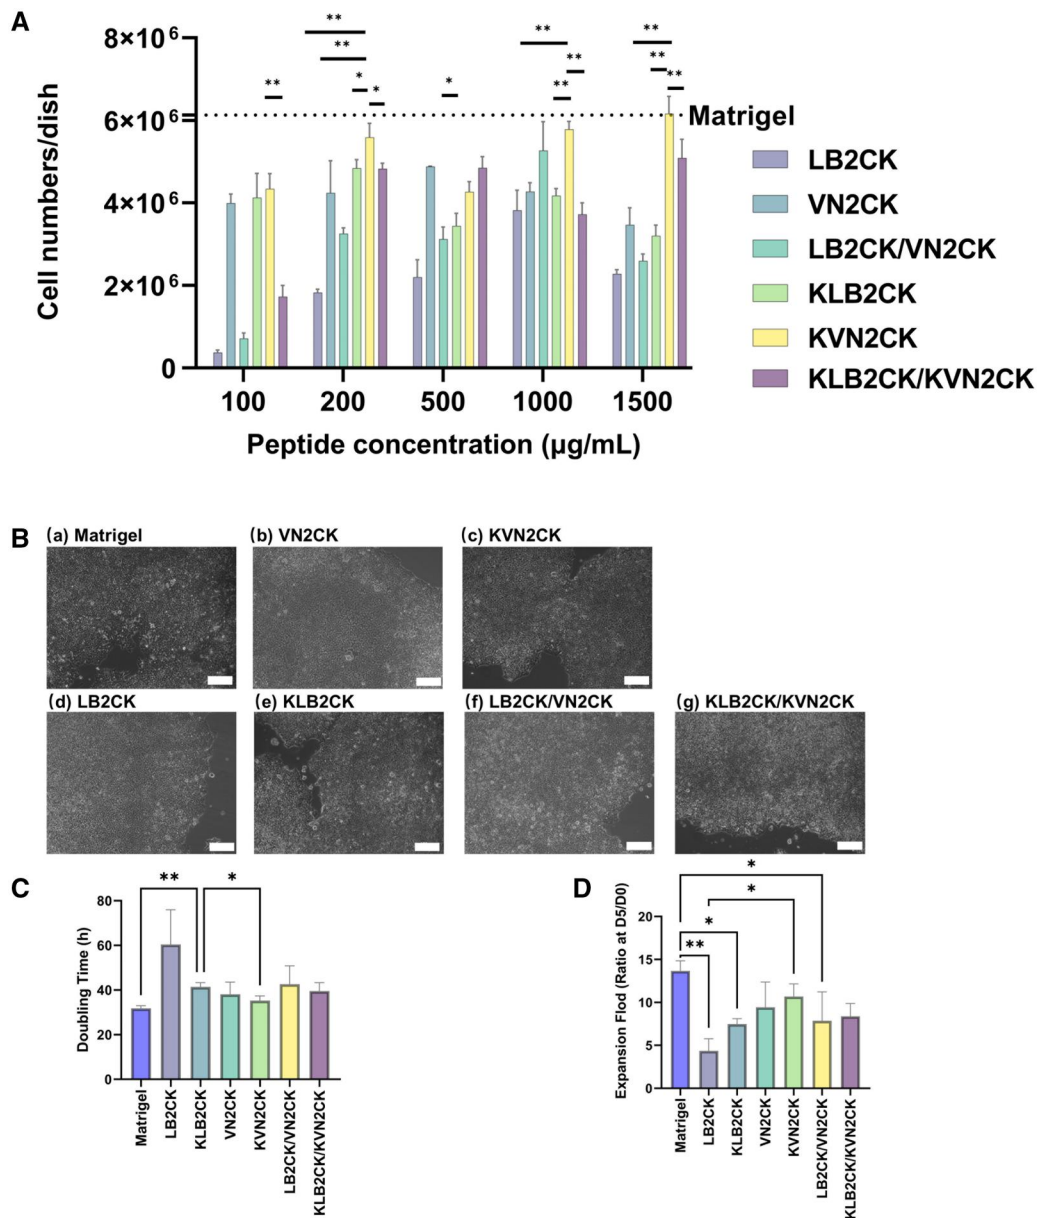 A
8×10⁶
6×10⁶
4×10⁶
2×10⁶
0
Cell numbers/dish
** ** ** * * * ** ** ** ** ** **
Matrigel
100 200 500 1000 1500
Peptide concentration (µg/mL)
LB2CK
VN2CK
LB2CK/VN2CK
KLB2CK
KVN2CK
KLB2CK/KVN2CK
B
(a) Matrigel
(b) VN2CK
(c) KVN2CK
(d) LB2CK
(e) KLB2CK
(f) LB2CK/VN2CK
(g) KLB2CK/KVN2CK
C
** *
80
60
40
20
0
Doubling Time (h)
Matrigel
LB2CK
KLB2CK
VN2CK
KVN2CK
LB2CK/VN2CK
KLB2CK/KVN2CK
D
*
*
*
**
20
15
10
5
0
Expansion Flod (Ratio at D5/D0)
Matrigel
LB2CK
KLB2CK
VN2CK
KVN2CK
LB2CK/VN2CK
KLB2CK/KVN2CK